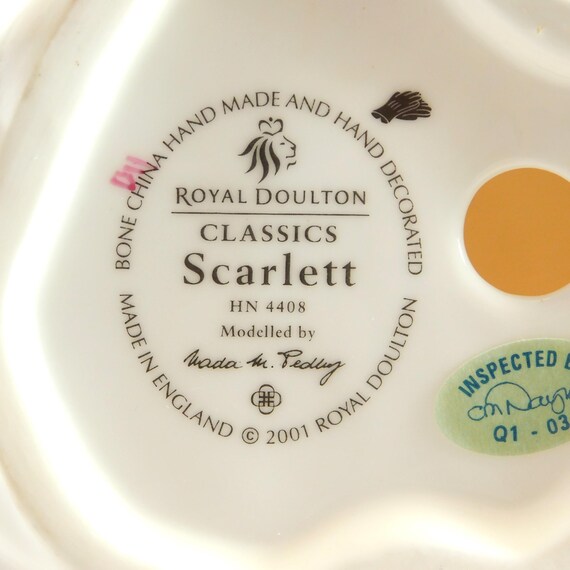 BONE CHINA HAND MADE AND HAND DECORATED
ROYAL DOULTON
CLASSICS
Scarlett
HN 4408
Modelled by
Nada M. Pedley
MADE IN ENGLAND © 2001 ROYAL DOULTON
INSPECTED
Q1 - 03